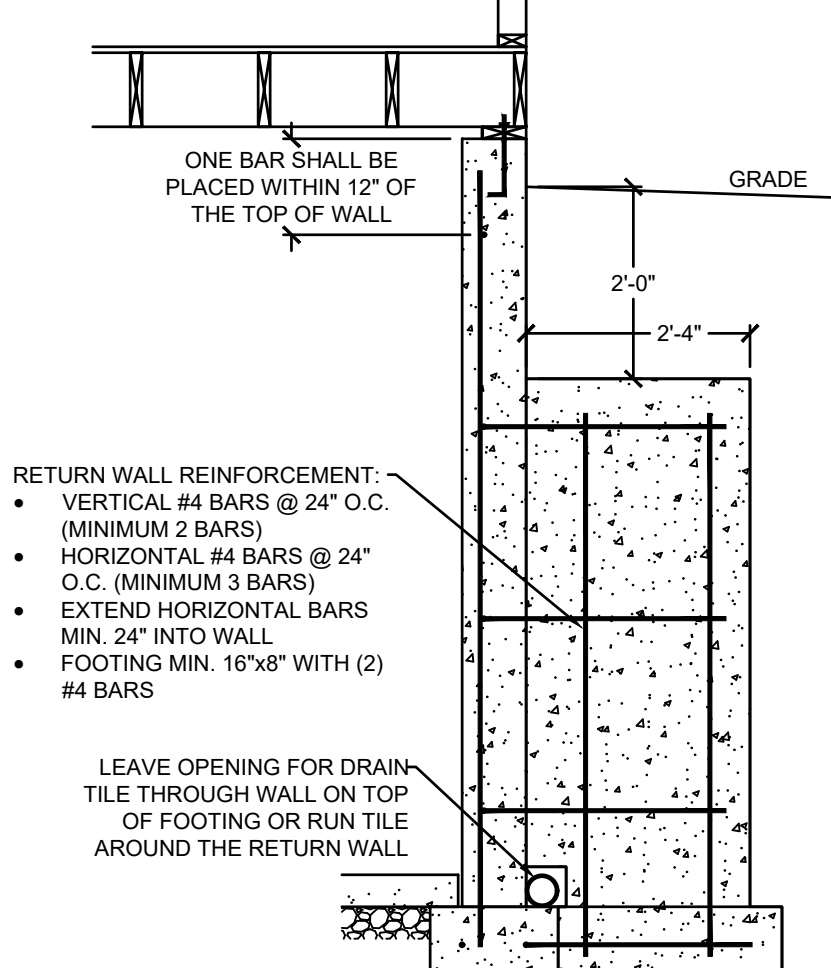 ONE BAR SHALL BE
PLACED WITHIN 12" OF
THE TOP OF WALL
GRADE
2'-0"
2'-4"
RETURN WALL REINFORCEMENT:
• VERTICAL #4 BARS @ 24" O.C.
(MINIMUM 2 BARS)
• HORIZONTAL #4 BARS @ 24"
O.C. (MINIMUM 3 BARS)
• EXTEND HORIZONTAL BARS
MIN. 24" INTO WALL
• FOOTING MIN. 16"x8" WITH (2)
#4 BARS
LEAVE OPENING FOR DRAIN
TILE THROUGH WALL ON TOP
OF FOOTING OR RUN TILE
AROUND THE RETURN WALL